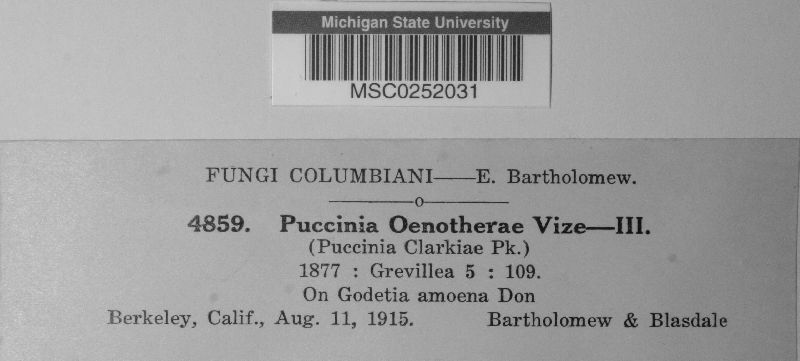 Michigan State University
MSC0252031
FUNGI COLUMBIANI——E. Bartholomew.
4859. Puccinia Oenotherae Vize—III.
(Puccinia Clarkiae Pk.)
1877 : Grevillea 5 : 109.
On Godetia amoena Don
Berkeley, Calif., Aug. 11, 1915. Bartholomew & Blasdale